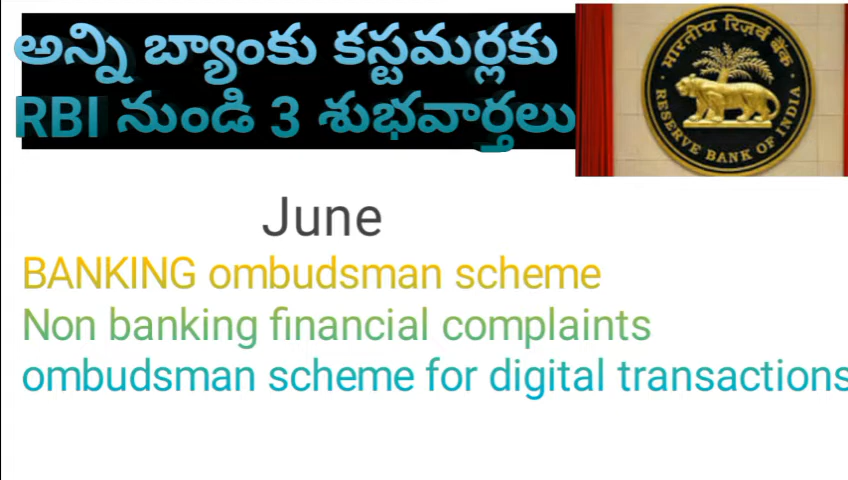 అన్ని బ్యాంకు కస్టమర్లకు
RBI నుండి 3 శుభవార్తలు
भारतीय रिज़र्व बैंक
RESERVE BANK OF INDIA
June
BANKING ombudsman scheme
Non banking financial complaints
ombudsman scheme for digital transactions